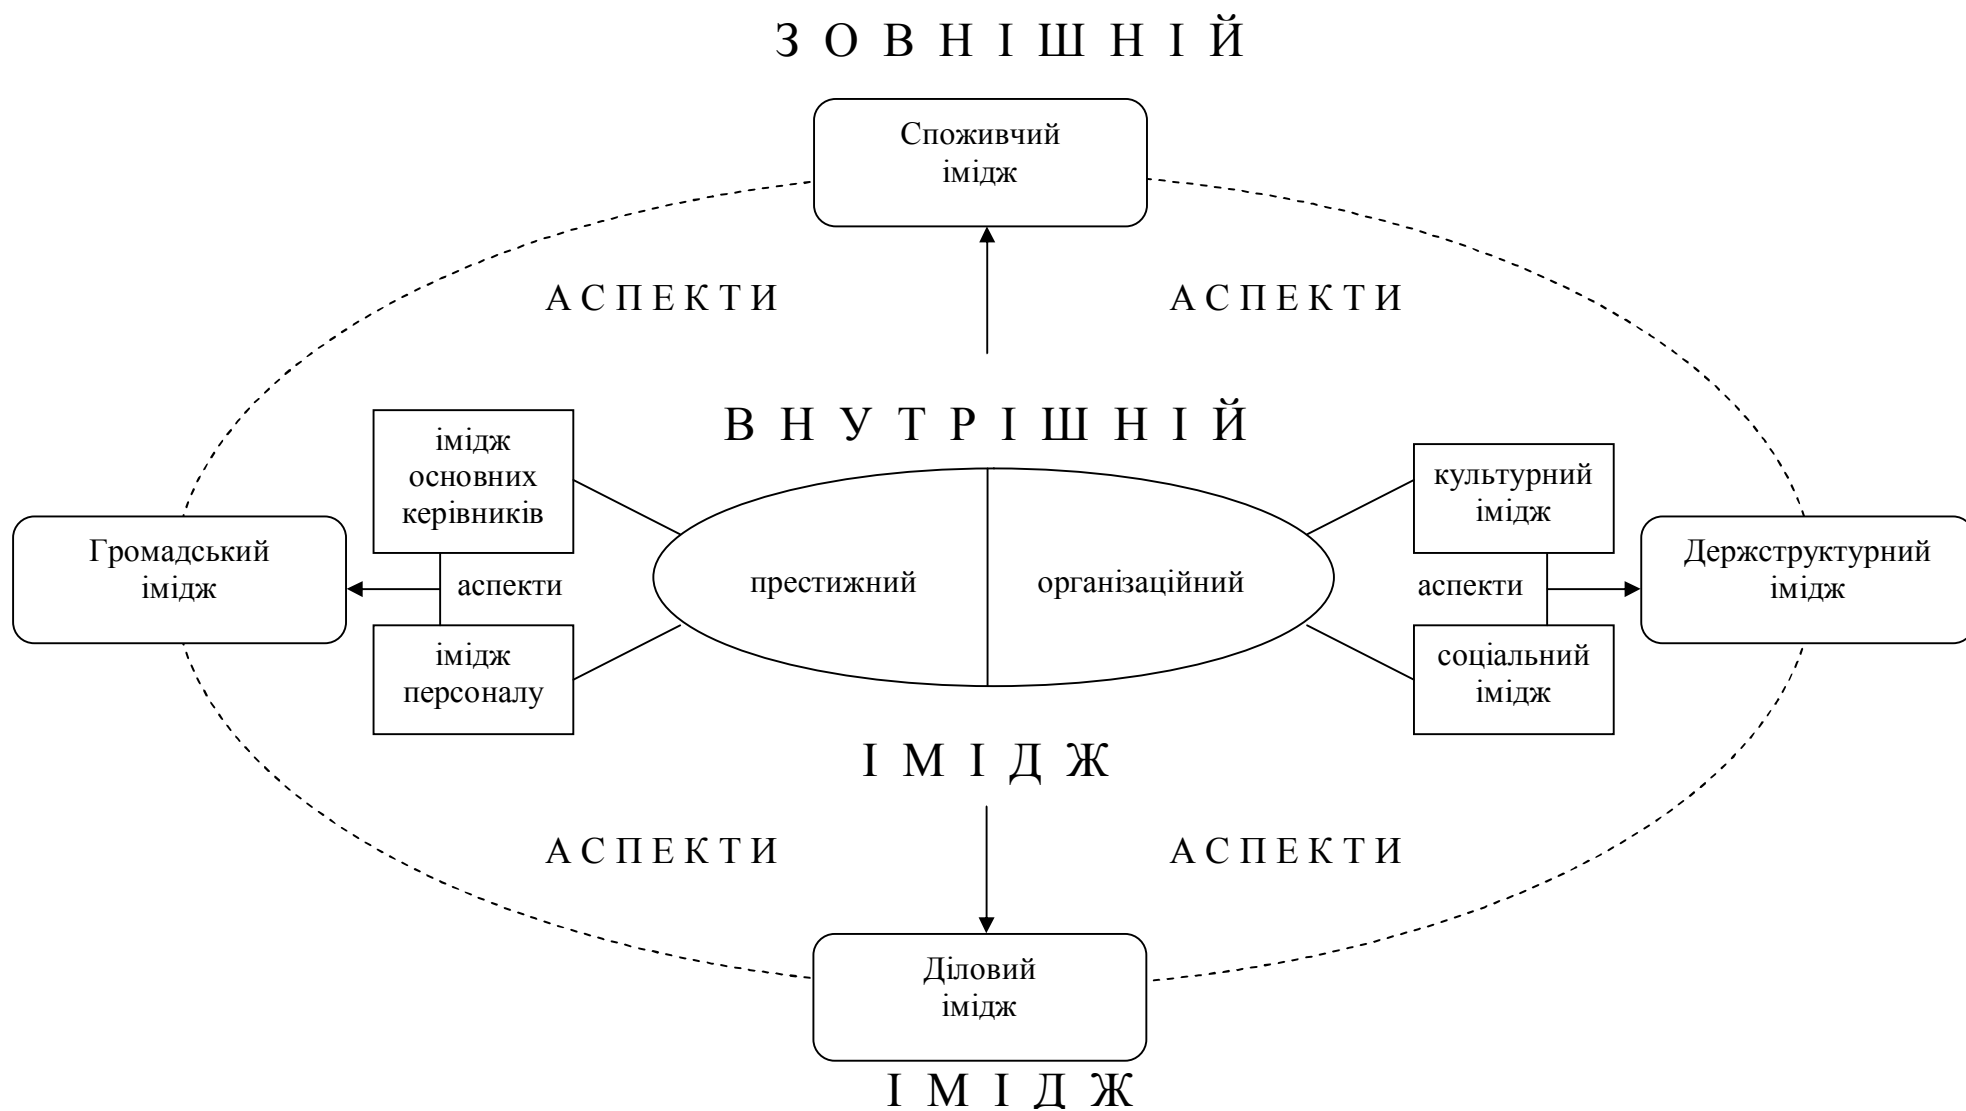 З О В Н І Ш Н І Й
Споживчий
імідж
А С П Е К Т И
А С П Е К Т И
В Н У Т Р І Ш Н І Й
імідж
основних
керівників
культурний
імідж
Громадський
імідж
аспекти
престижний
організаційний
аспекти
Держструктурний
імідж
імідж
персоналу
соціальний
імідж
І М І Д Ж
А С П Е К Т И
А С П Е К Т И
Діловий
імідж
І М І Д Ж